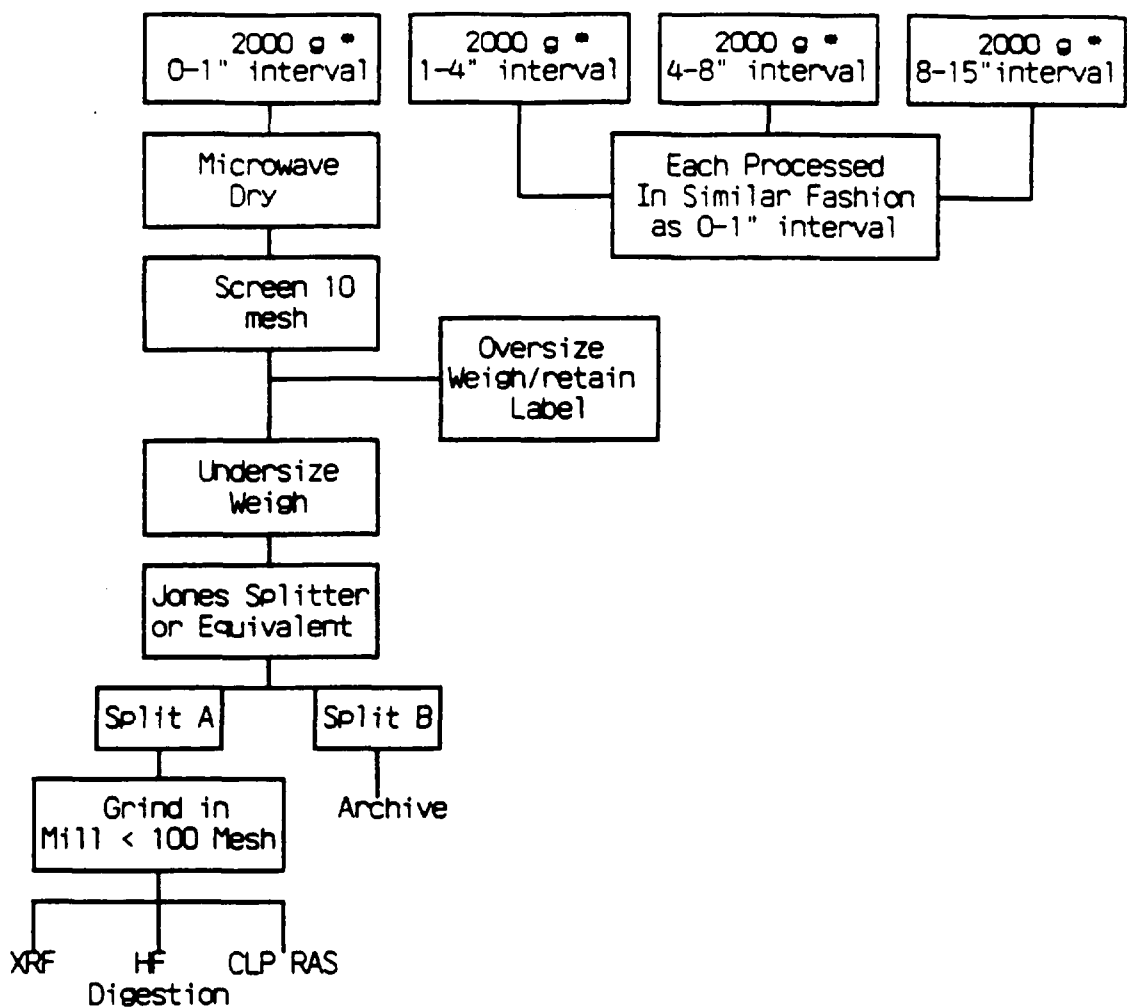 2000 g *
0-1" interval
2000 g *
1-4" interval
2000 g *
4-8" interval
2000 g *
8-15"interval
Microwave
Dry
Each Processed
In Similar Fashion
as 0-1" interval
Screen 10
mesh
Oversize
Weigh/retain
Label
Undersize
Weigh
Jones Splitter
or Equivalent
Split A
Split B
Grind in
Mill < 100 Mesh
Archive
XRF
HF
Digestion
CLP RAS